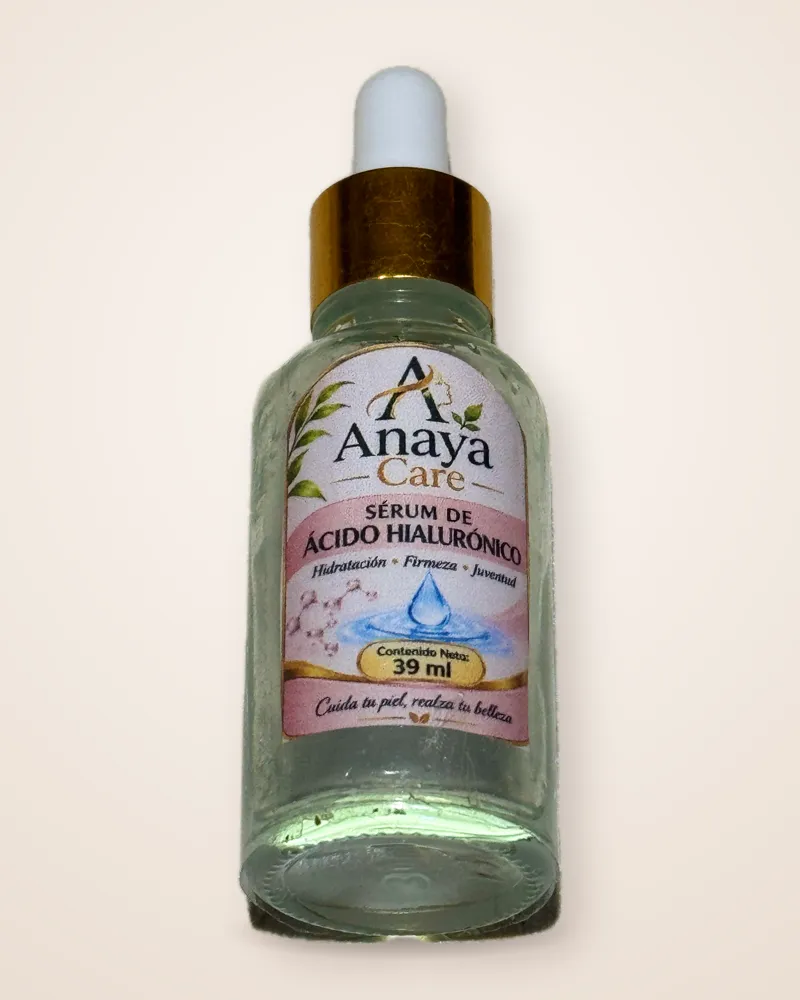 Anaya
Care
SÉRUM DE
ÁCIDO HIALURÓNICO
Hidratación • Firmeza • Juventud
Contenido Neto:
39 ml
Cuida tu piel, realza tu belleza